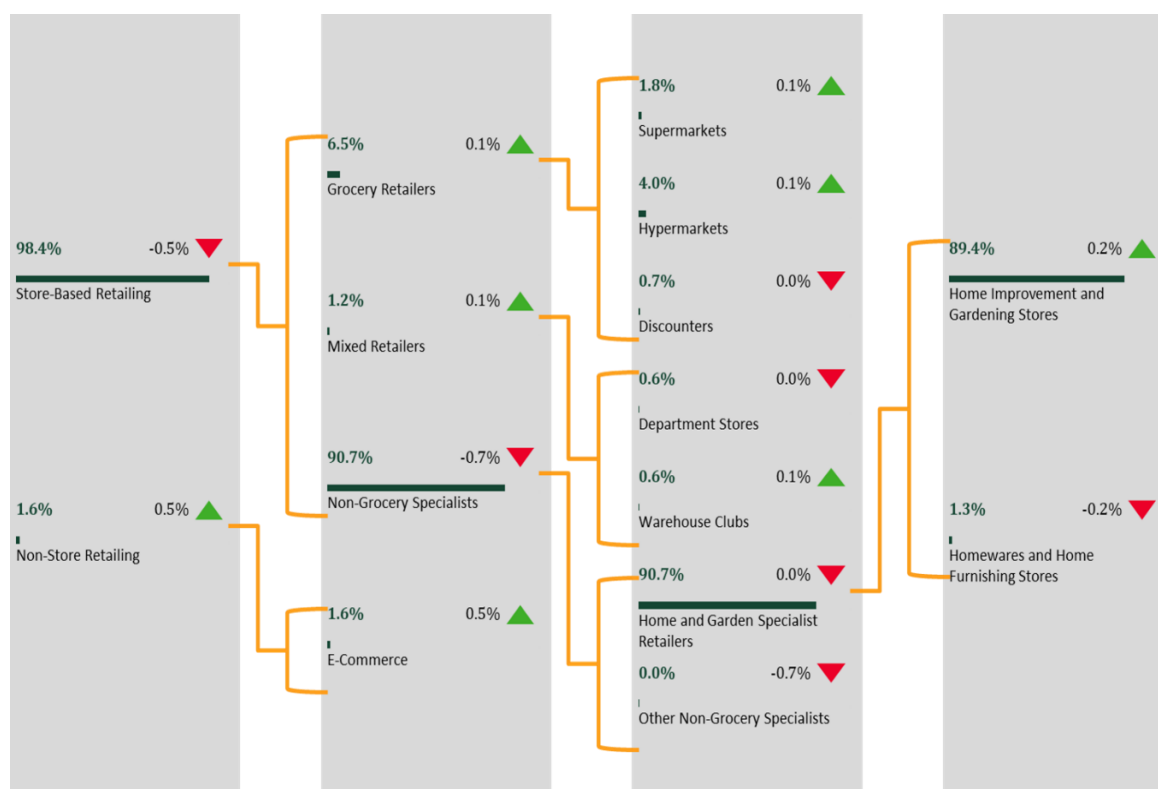 98.4% -0.5%
Store-Based Retailing
1.6% 0.5%
Non-Store Retailing
6.5% 0.1%
Grocery Retailers
1.2% 0.1%
Mixed Retailers
90.7% -0.7%
Non-Grocery Specialists
1.6% 0.5%
E-Commerce
1.8% 0.1%
Supermarkets
4.0% 0.1%
Hypermarkets
0.7% 0.0%
Discounters
0.6% 0.0%
Department Stores
0.6% 0.1%
Warehouse Clubs
90.7% 0.0%
Home and Garden Specialist
Retailers
0.0% -0.7%
Other Non-Grocery Specialists
89.4% 0.2%
Home Improvement and
Gardening Stores
1.3% -0.2%
Homewares and Home
Furnishing Stores